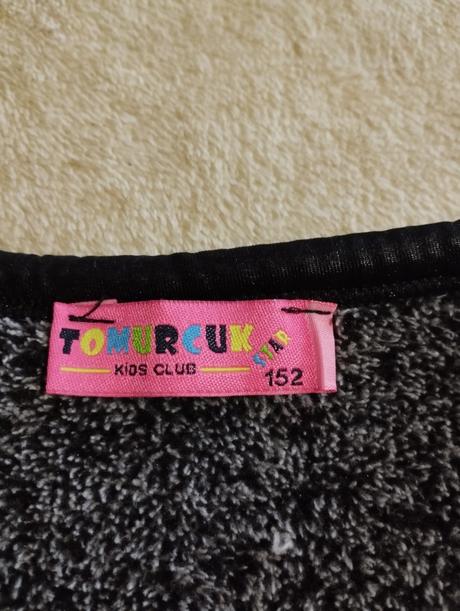 TOMURCUK
STAR
KiDS CLUB
152